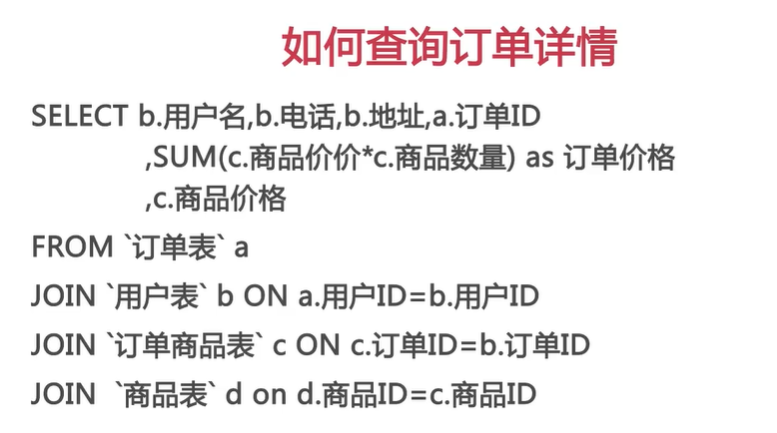 如何查询订单详情
SELECT b.用户名,b.电话,b.地址,a.订单ID
,SUM(c.商品价价*c.商品数量) as 订单价格
,c.商品价格
FROM `订单表` a
JOIN `用户表` b ON a.用户ID=b.用户ID
JOIN `订单商品表` c ON c.订单ID=b.订单ID
JOIN `商品表` d on d.商品ID=c.商品ID